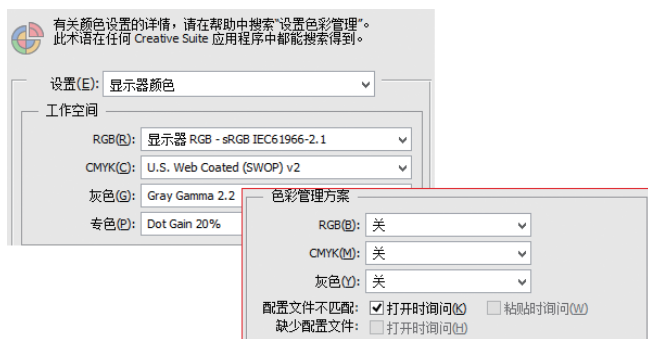 有关颜色设置的详情，请在帮助中搜索“设置色彩管理”。
此术语在任何 Creative Suite 应用程序中都能搜索得到。
设置(E): 显示器颜色
工作空间
RGB(R): 显示器 RGB - sRGB IEC61966-2.1
CMYK(C): U.S. Web Coated (SWOP) v2
灰色(G): Gray Gamma 2.2
专色(P): Dot Gain 20%
色彩管理方案
RGB(B): 关
CMYK(M): 关
灰色(Y): 关
配置文件不匹配: 打开时询问(K) 粘贴时询问(W)
缺少配置文件: 打开时询问(H)